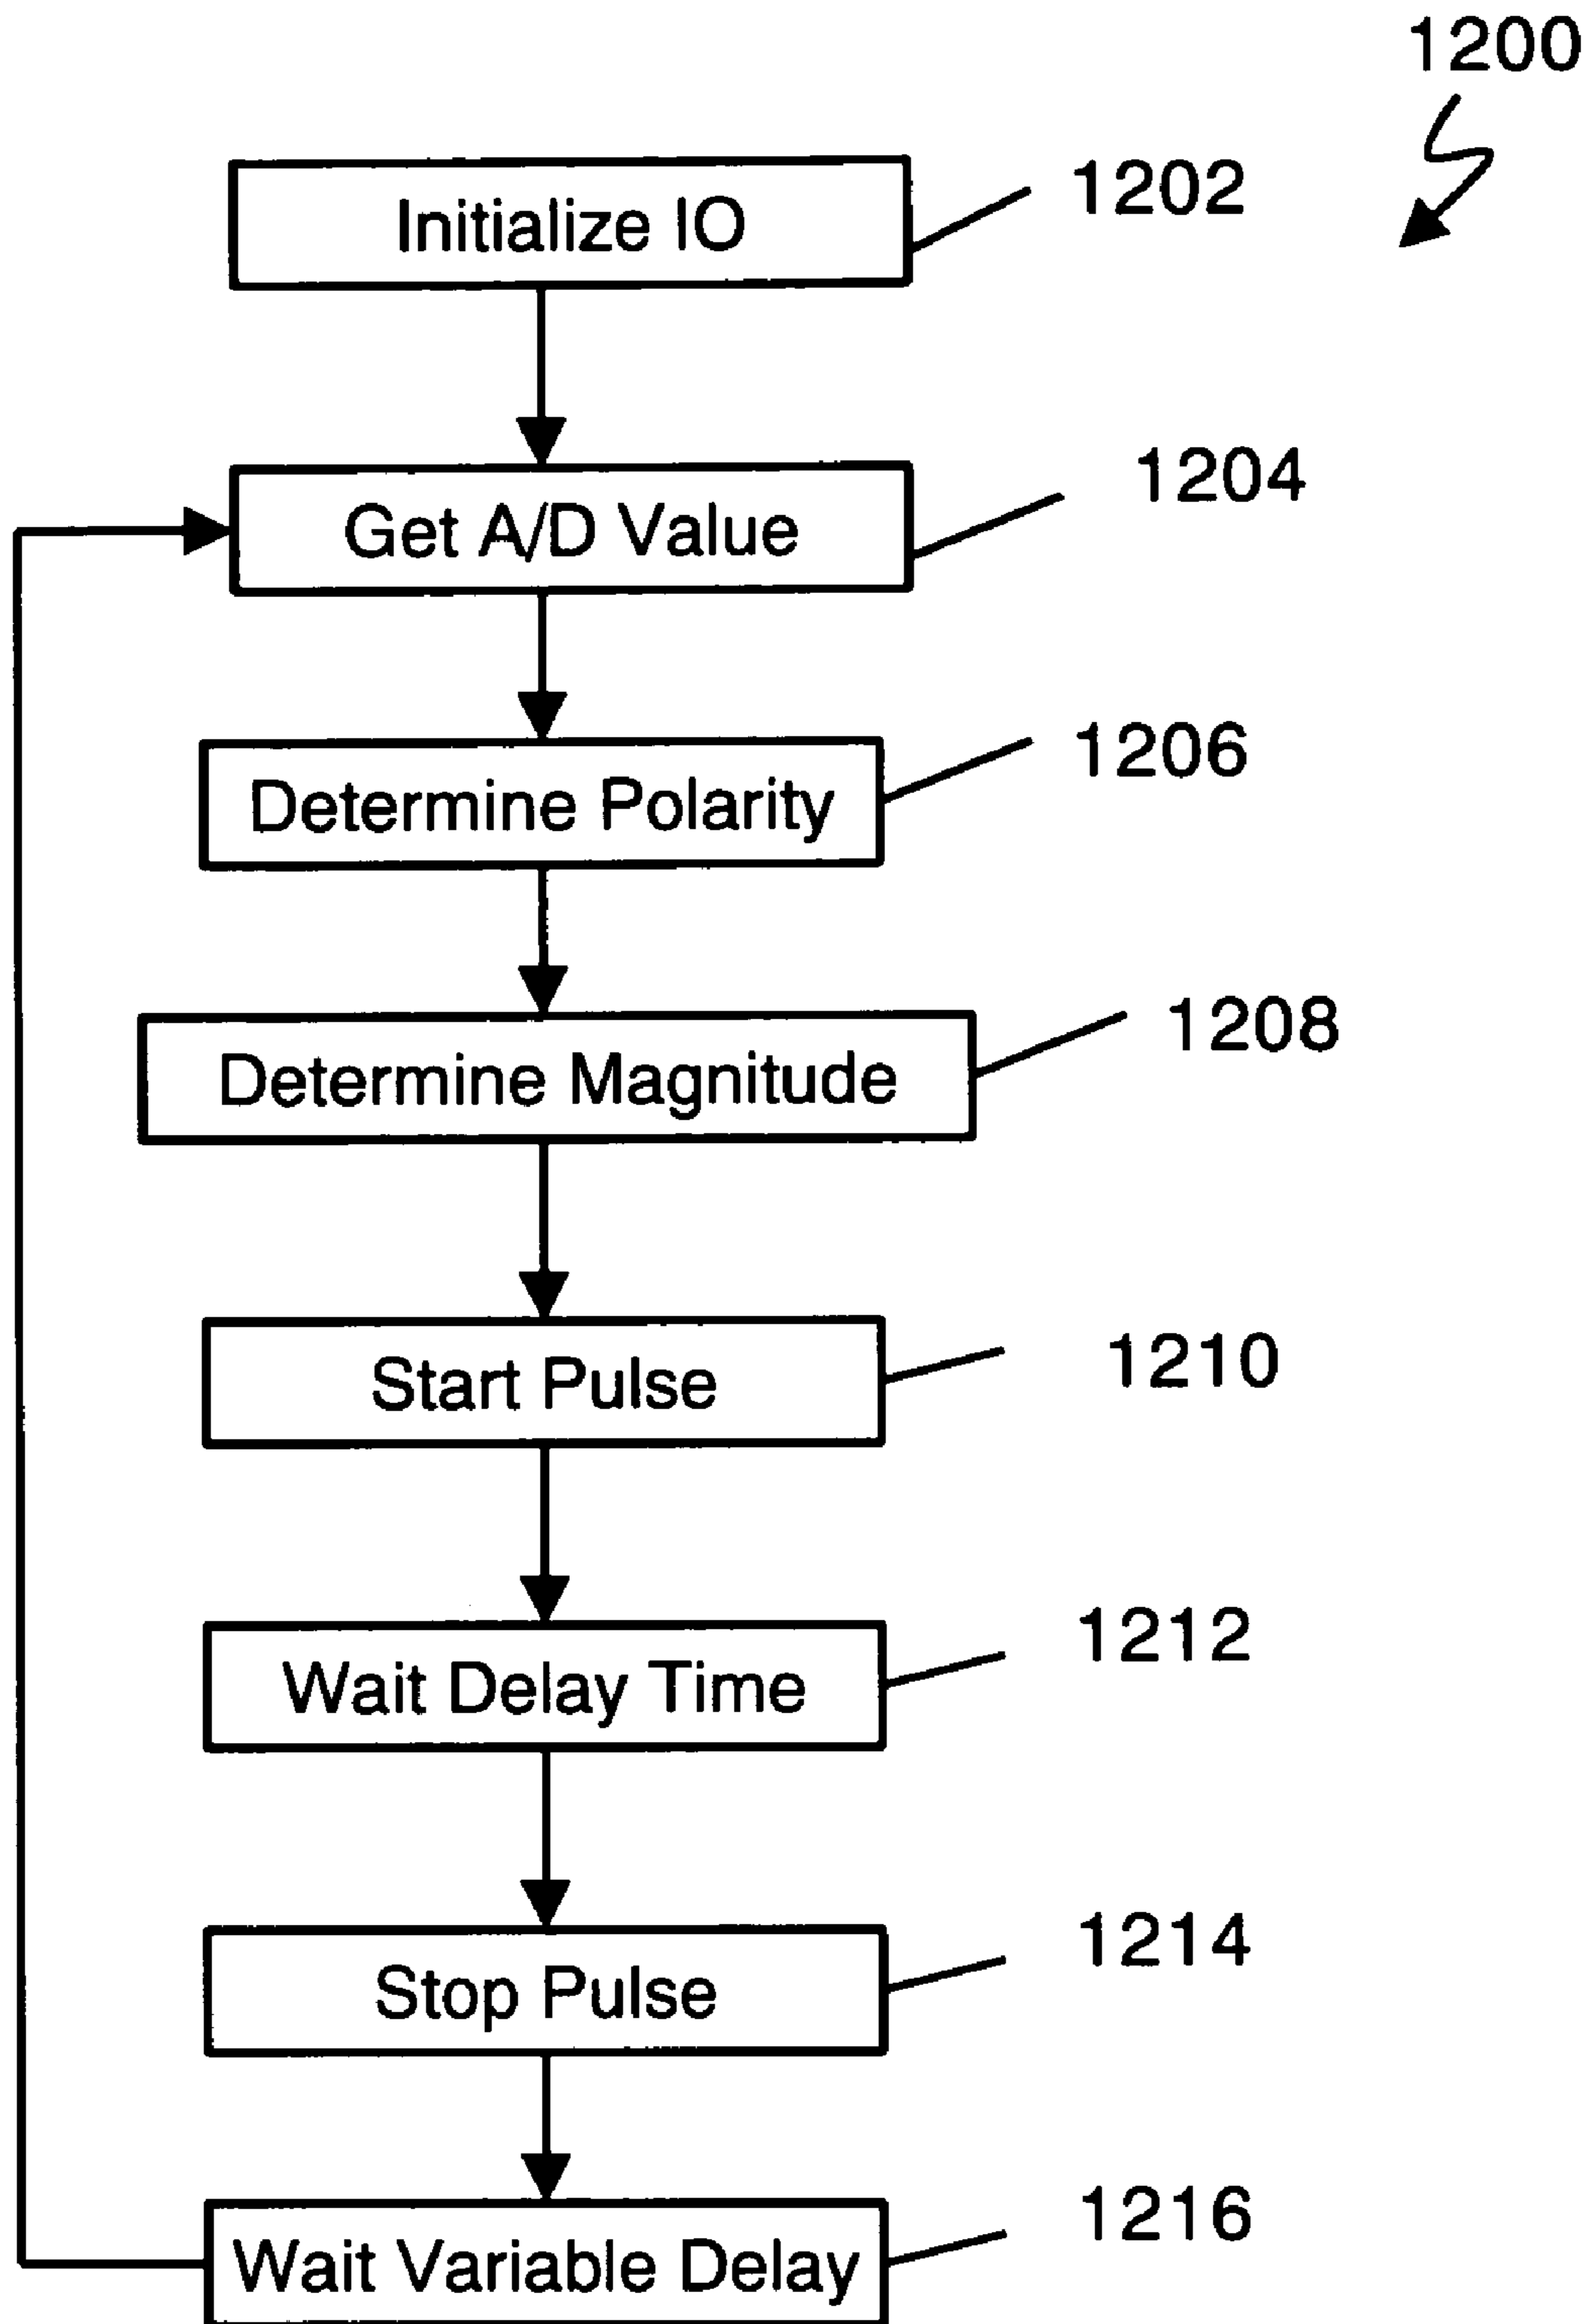 1200
Initialize IO 1202
Get A/D Value 1204
Determine Polarity 1206
Determine Magnitude 1208
Start Pulse 1210
Wait Delay Time 1212
Stop Pulse 1214
Wait Variable Delay 1216